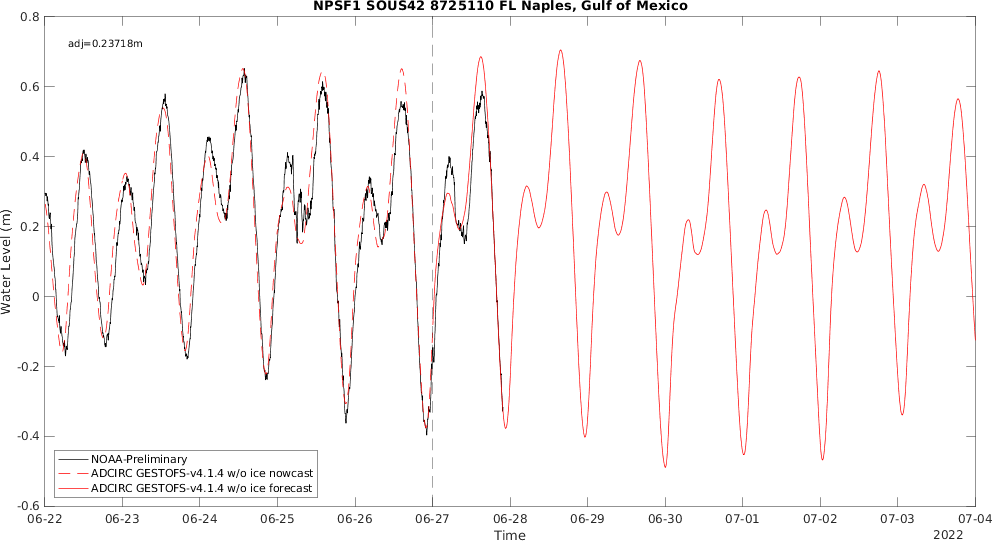 NPSF1 SOUS42 8725110 FL Naples, Gulf of Mexico
adj=0.23718m
0.8
0.6
0.4
0.2
0
-0.2
-0.4
-0.6
Water Level (m)
NOAA-Preliminary
ADCIRC GESTOFS-v4.1.4 w/o ice nowcast
ADCIRC GESTOFS-v4.1.4 w/o ice forecast
06-22 06-23 06-24 06-25 06-26 06-27 06-28 06-29 06-30 07-01 07-02 07-03 07-04
Time
2022